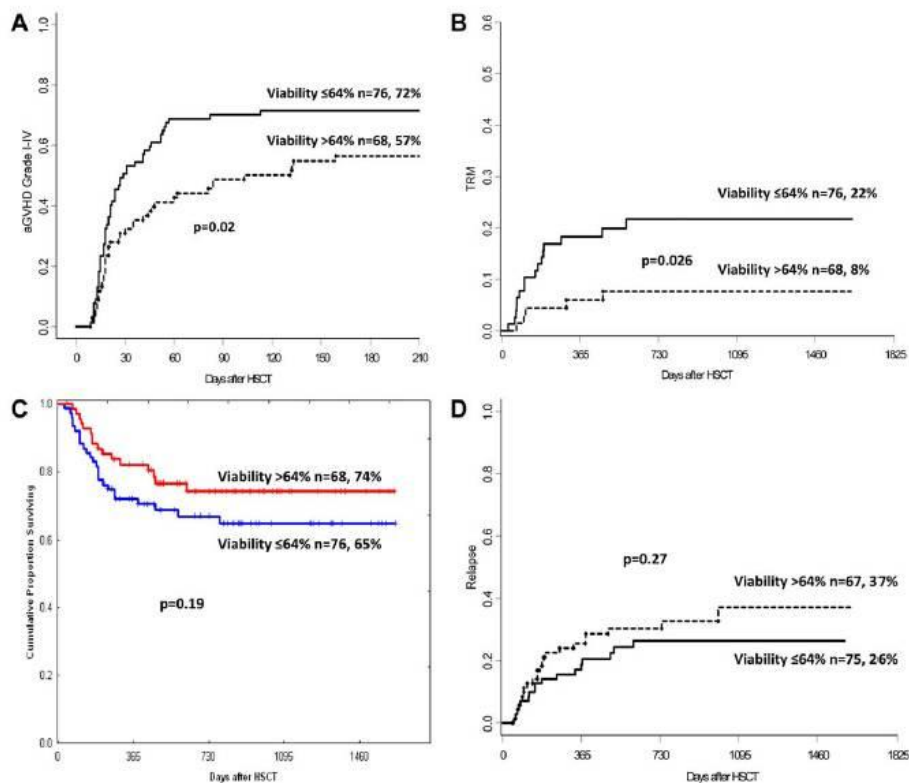 A
aGVHD Grade I-IV
1.0
0.8
0.6
0.4
0.2
0.0
Viability ≤64% n=76, 72%
Viability >64% n=68, 57%
p=0.02
0 30 60 90 120 150 180 210
Days after HSCT
B
TRM
0.6
0.5
0.4
0.3
0.2
0.1
0.0
Viability ≤64% n=76, 22%
p=0.026
Viability >64% n=68, 8%
0 365 730 1095 1460 1825
Days after HSCT
C
Cumulative Proportion Surviving
1.0
0.8
0.6
0.4
0.2
0.0
Viability >64% n=68, 74%
Viability ≤64% n=76, 65%
p=0.19
0 365 730 1095 1460
Days after HSCT
D
Relapse
1.0
0.8
0.6
0.4
0.2
0.0
p=0.27
Viability >64% n=67, 37%
Viability ≤64% n=75, 26%
0 365 730 1095 1460 1825
Days after HSCT